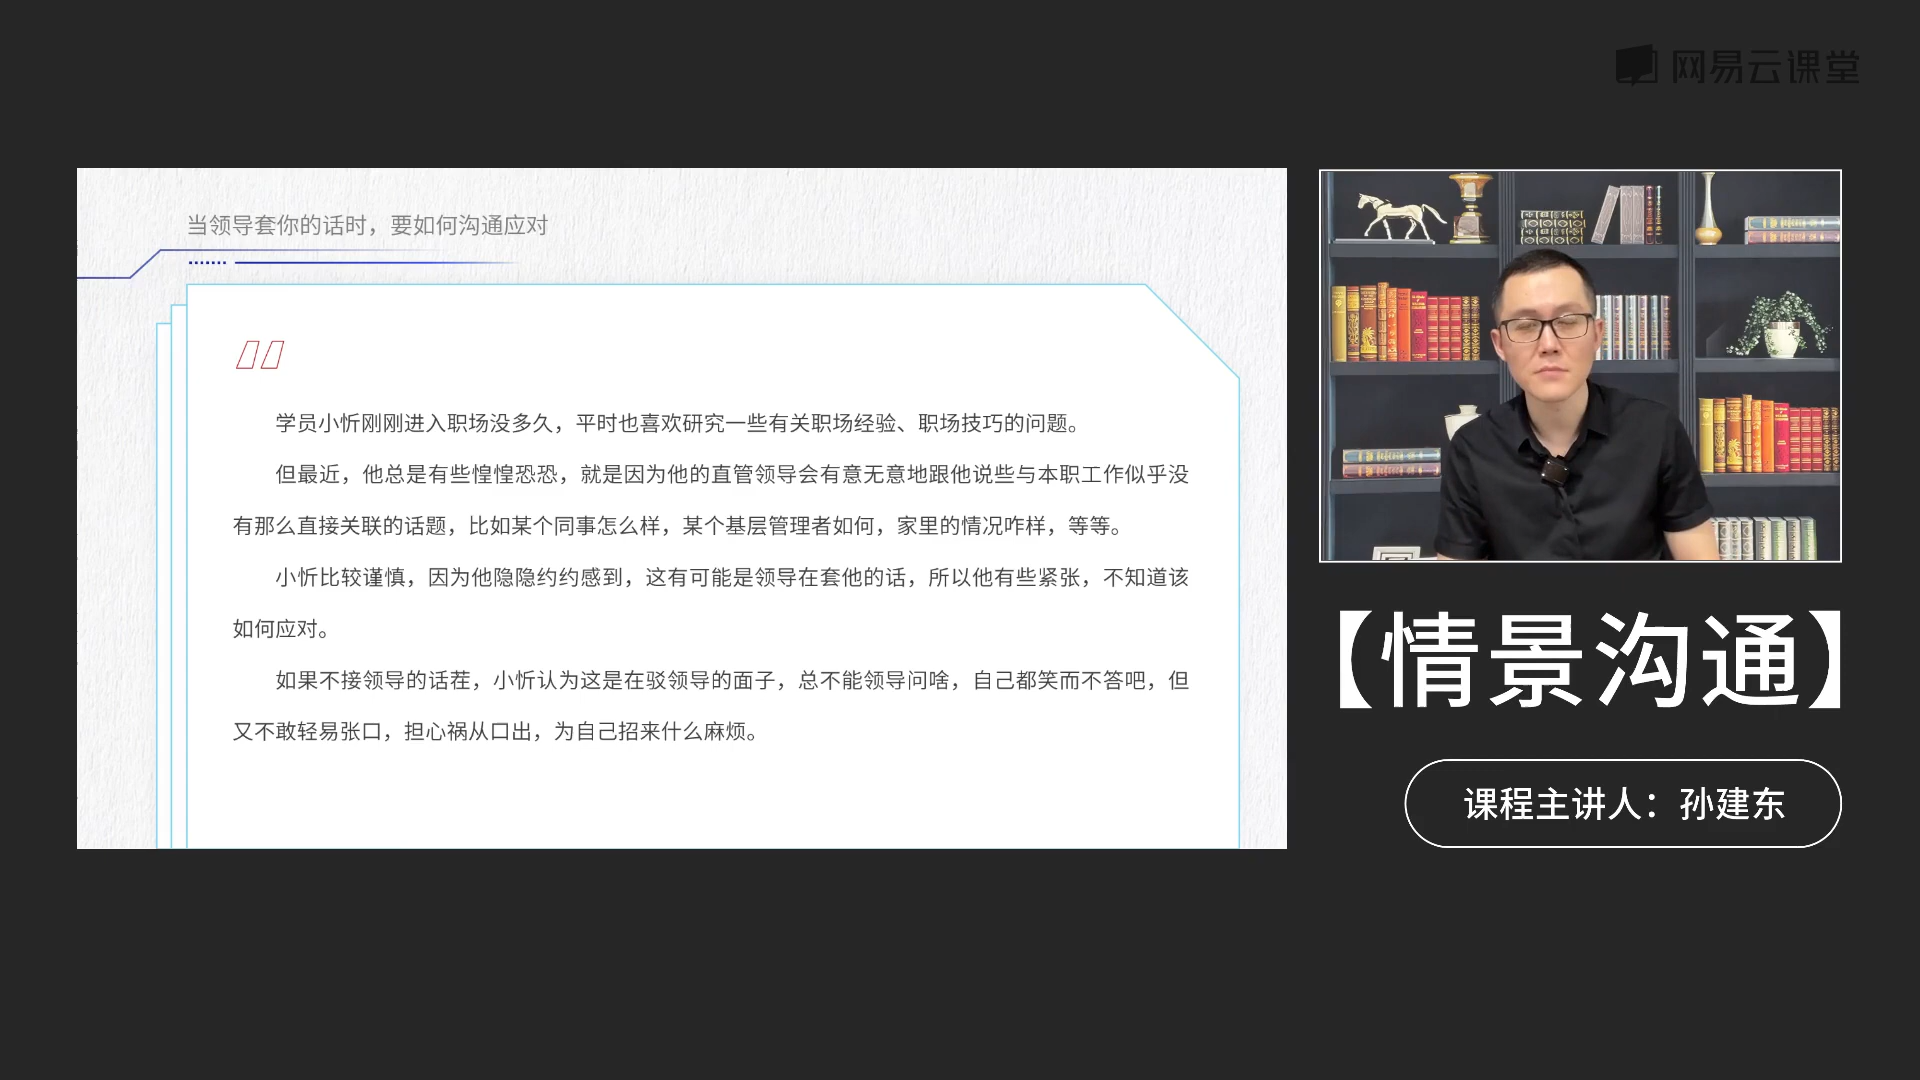 网易云课堂
当领导套你的话时，要如何沟通应对
学员小忻刚刚进入职场没多久，平时也喜欢研究一些有关职场经验、职场技巧的问题。
但最近，他总是有些惶惶恐恐，就是因为他的直管领导会有意无意地跟他说些与本职工作似乎没
有那么直接关联的话题，比如某个同事怎么样，某个基层管理者如何，家里的情况咋样，等等。
小忻比较谨慎，因为他隐隐约约感到，这有可能是领导在套他的话，所以他有些紧张，不知道该
如何应对。
如果不接领导的话茬，小忻认为这是在驳领导的面子，总不能领导问啥，自己都笑而不答吧，但
又不敢轻易张口，担心祸从口出，为自己招来什么麻烦。
【情景沟通】
课程主讲人：孙建东